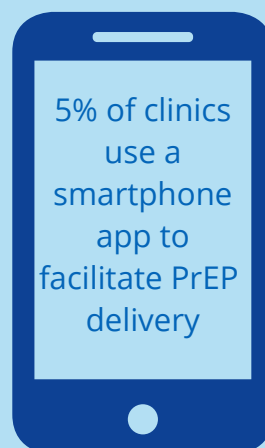 5% of clinics
use a
smartphone
app to
facilitate PrEP
delivery